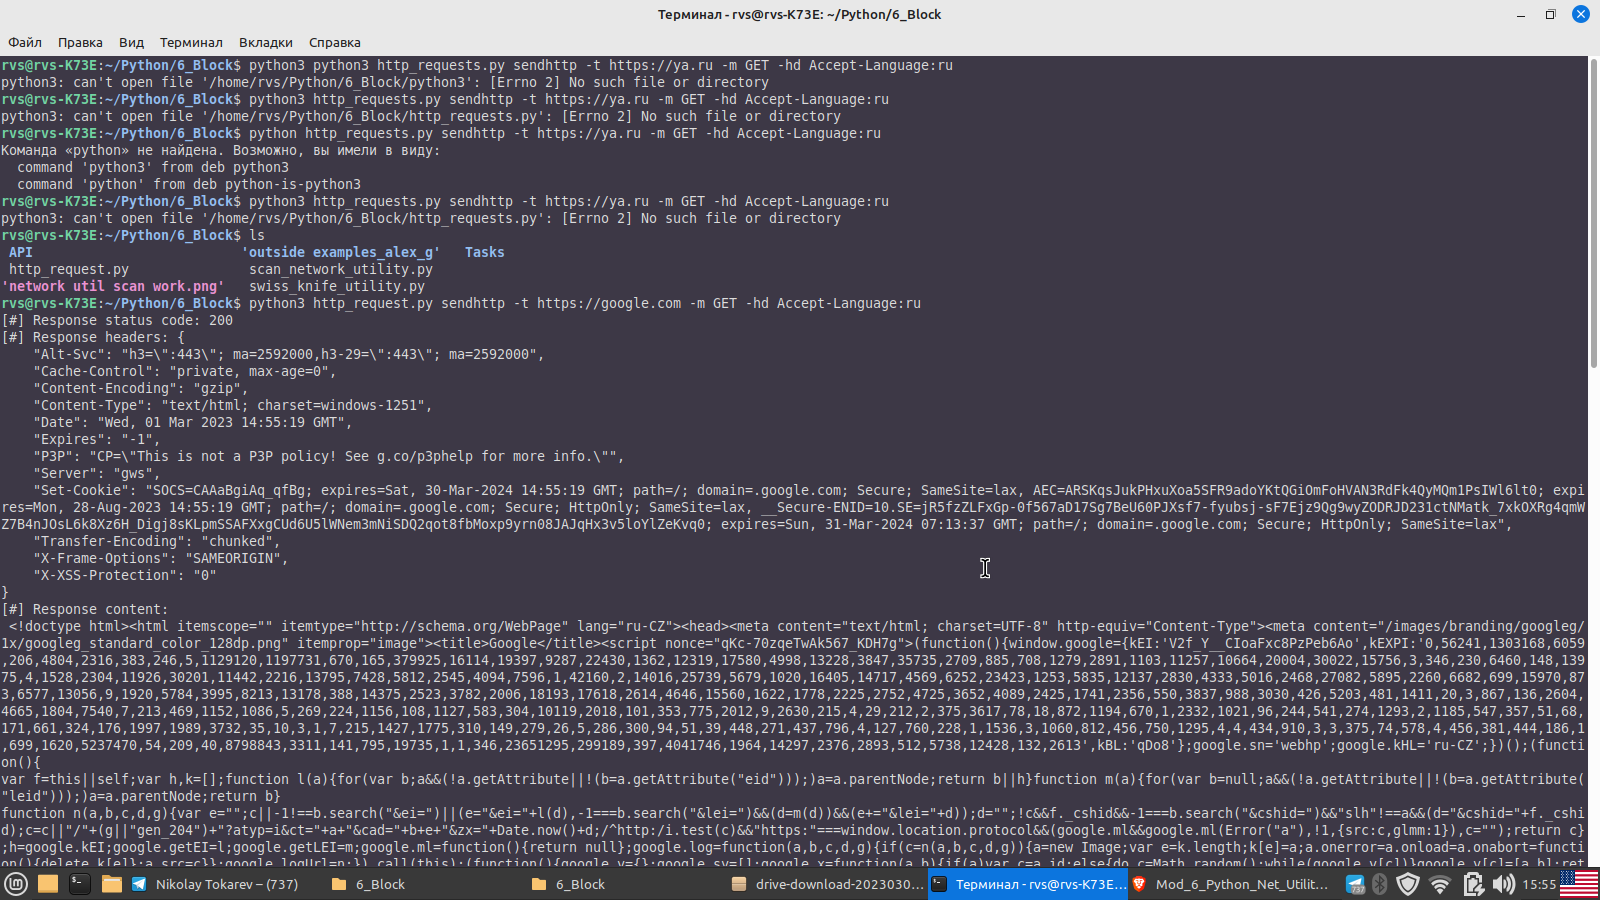 Терминал - rvs@rvs-K73E: ~/Python/6_Block
Файл Правка Вид Терминал Вкладки Справка
rvs@rvs-K73E:~/Python/6_Block$ python3 python3 http_requests.py sendhttp -t https://ya.ru -m GET -hd Accept-Language:ru
python3: can't open file '/home/rvs/Python/6_Block/python3': [Errno 2] No such file or directory
rvs@rvs-K73E:~/Python/6_Block$ python3 http_requests.py sendhttp -t https://ya.ru -m GET -hd Accept-Language:ru
python3: can't open file '/home/rvs/Python/6_Block/http_requests.py': [Errno 2] No such file or directory
rvs@rvs-K73E:~/Python/6_Block$ python http_requests.py sendhttp -t https://ya.ru -m GET -hd Accept-Language:ru
Команда «python» не найдена. Возможно, вы имели в виду:
  command 'python3' from deb python3
  command 'python' from deb python-is-python3
rvs@rvs-K73E:~/Python/6_Block$ python3 http_requests.py sendhttp -t https://ya.ru -m GET -hd Accept-Language:ru
python3: can't open file '/home/rvs/Python/6_Block/http_requests.py': [Errno 2] No such file or directory
rvs@rvs-K73E:~/Python/6_Block$ ls
 API 'outside examples_alex_g' Tasks
 http_request.py scan_network_utility.py
'network util scan work.png' swiss_knife_utility.py
rvs@rvs-K73E:~/Python/6_Block$ python3 http_request.py sendhttp -t https://google.com -m GET -hd Accept-Language:ru
[#] Response status code: 200
[#] Response headers: {
    "Alt-Svc": "h3=\":443\"; ma=2592000,h3-29=\":443\"; ma=2592000",
    "Cache-Control": "private, max-age=0",
    "Content-Encoding": "gzip",
    "Content-Type": "text/html; charset=windows-1251",
    "Date": "Wed, 01 Mar 2023 14:55:19 GMT",
    "Expires": "-1",
    "P3P": "CP=\"This is not a P3P policy! See g.co/p3phelp for more info.\"",
    "Server": "gws",
    "Set-Cookie": "SOCS=CAAaBgiAq_qfBg; expires=Sat, 30-Mar-2024 14:55:19 GMT; path=/; domain=.google.com; Secure; SameSite=lax, AEC=ARSKqsJukPHxuXoa5SFR9adoYKtQGiOmFoHVAN3RdFk4QyMQm1PsIWl6lt0; expi
res=Mon, 28-Aug-2023 14:55:19 GMT; path=/; domain=.google.com; Secure; HttpOnly; SameSite=lax, __Secure-ENID=10.SE=jR5fzZLFxGp-0f567aD17Sg7BeU60PJXsf7-fyubsj-sF7Ejz9Qg9wyZODRJD231ctNMatk_7xkOXRg4qmW
Z7B4nJOsL6k8Xz6H_Digj8sKLpmSSAFXxgCUd6U5lWNem3mNiSDQ2qot8fbMoxp9yrn08JAJqHx3v5loYlZeKvq0; expires=Sun, 31-Mar-2024 07:13:37 GMT; path=/; domain=.google.com; Secure; HttpOnly; SameSite=lax",
    "Transfer-Encoding": "chunked",
    "X-Frame-Options": "SAMEORIGIN",
    "X-XSS-Protection": "0"
}
[#] Response content:
 <!doctype html><html itemscope="" itemtype="http://schema.org/WebPage" lang="ru-CZ"><head><meta content="text/html; charset=UTF-8" http-equiv="Content-Type"><meta content="/images/branding/googleg/
1x/googleg_standard_color_128dp.png" itemprop="image"><title>Google</title><script nonce="qKc-70zqeTwAk567_KDH7g">(function(){window.google={kEI:'V2f_Y__CIoaFxc8PzPeb6Ao',kEXPI:'0,56241,1303168,6059
,206,4804,2316,383,246,5,1129120,1197731,670,165,379925,16114,19397,9287,22430,1362,12319,17580,4998,13228,3847,35735,2709,885,708,1279,2891,1103,11257,10664,20004,30022,15756,3,346,230,6460,148,139
75,4,1528,2304,11926,30201,11442,2216,13795,7428,5812,2545,4094,7596,1,42160,2,14016,25739,5679,1020,16405,14717,4569,6252,23423,1253,5835,12137,2830,4333,5016,2468,27082,5895,2260,6682,699,15970,87
3,6577,13056,9,1920,5784,3995,8213,13178,388,14375,2523,3782,2006,18193,17618,2614,4646,15560,1622,1778,2225,2752,4725,3652,4089,2425,1741,2356,550,3837,988,3030,426,5203,481,1411,20,3,867,136,2604,
4665,1804,7540,7,213,469,1152,1086,5,269,224,1156,108,1127,583,304,10119,2018,101,353,775,2012,9,2630,215,4,29,212,2,375,3617,78,18,872,1194,670,1,2332,1021,96,244,541,274,1293,2,1185,547,357,51,68,
171,661,324,176,1997,1989,3732,35,10,3,1,7,215,1427,1775,310,149,279,26,5,286,300,94,51,39,448,271,437,796,4,127,760,228,1,1536,3,1060,812,456,750,1295,4,4,434,910,3,3,375,74,578,4,456,381,444,186,1
,699,1620,5237470,54,209,40,8798843,3311,141,795,19735,1,1,346,23651295,299189,397,4041746,1964,14297,2376,2893,512,5738,12428,132,2613',kBL:'qDo8'};google.sn='webhp';google.kHL='ru-CZ';})();(functi
on(){
var f=this||self;var h,k=[];function l(a){for(var b;a&&(!a.getAttribute||!(b=a.getAttribute("eid")));)a=a.parentNode;return b||h}function m(a){for(var b=null;a&&(!a.getAttribute||!(b=a.getAttribute(
"leid")));)a=a.parentNode;return b}
function n(a,b,c,d,g){var e="";c||-1!==b.search("&ei=")||(e="&ei="+l(d),-1===b.search("&lei=")&&(d=m(d))&&(e+="&lei="+d));d="";!c&&f._cshid&&-1===b.search("&cshid=")&&"slh"!==a&&(d="&cshid="+f._cshi
d);c=c||"/"+(g||"gen_204")+"?atyp=i&ct="+a+"&cad="+b+e+"&zx="+Date.now()+d;/^http:/i.test(c)&&"https:"===window.location.protocol&&(google.ml&&google.ml(Error("a"),!1,{src:c,glmm:1}),c="");return c}
;h=google.kEI;google.getEI=l;google.getLEI=m;google.ml=function(){return null};google.log=function(a,b,c,d,g){if(c=n(a,b,c,d,g)){a=new Image;var e=k.length;k[e]=a;a.onerror=a.onload=a.onabort=functi
on(){delete k[e]};a.src=c}};google.logUrl=n;}).call(this);(function(){google.y={};google.sy=[];google.x=function(a,b){if(a)var c=a.id;else{do c=Math.random();while(google.y[c])}google.y[c]=[a,b];ret
Nikolay Tokarev – (737) 6_Block 6_Block drive-download-2023030... Терминал - rvs@rvs-K73E... Mod_6_Python_Net_Utilit... 737 15:55